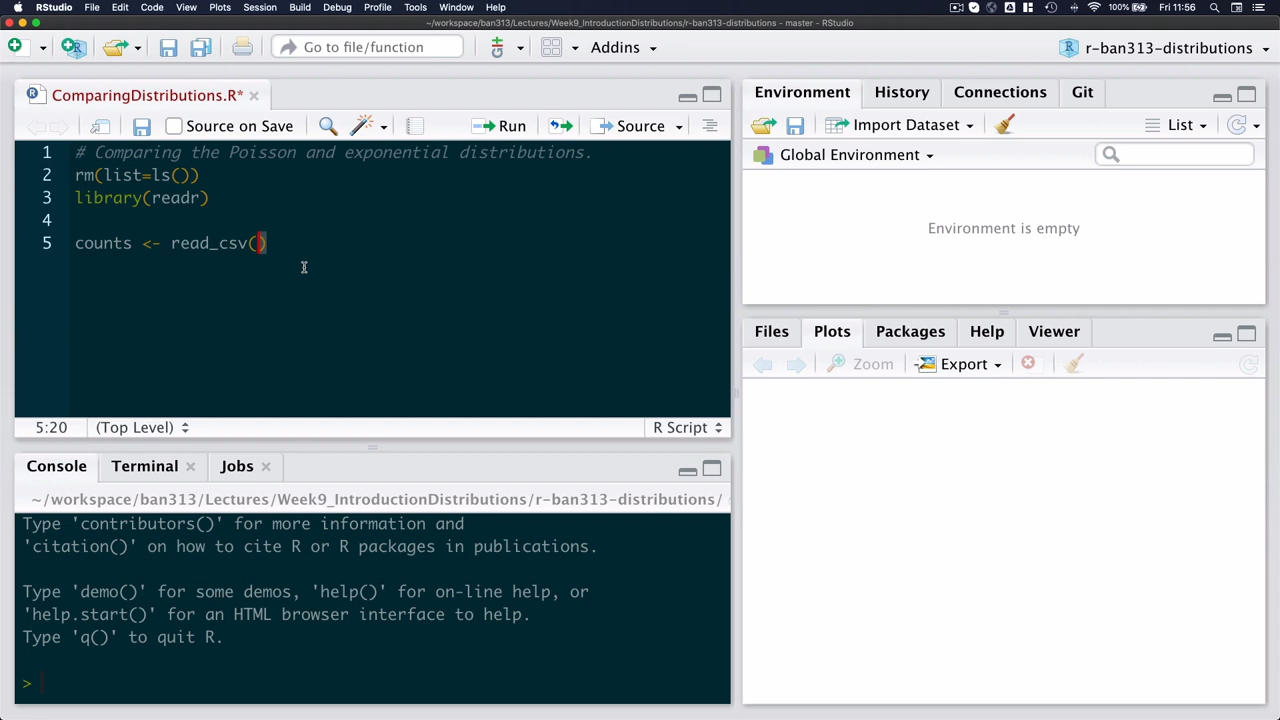 RStudio File Edit Code View Plots Session Build Debug Profile Tools Window Help 100% Fri 11:56
~/workspace/ban313/Lectures/Week9_IntroductionDistributions/r-ban313-distributions - master - RStudio
Go to file/function Addins r-ban313-distributions
ComparingDistributions.R*
Source on Save Run Source
1 # Comparing the Poisson and exponential distributions.
2 rm(list=ls())
3 library(readr)
4
5 counts <- read_csv()
5:20 (Top Level) R Script
Console Terminal Jobs
~/workspace/ban313/Lectures/Week9_IntroductionDistributions/r-ban313-distributions/
Type 'contributors()' for more information and
'citation()' on how to cite R or R packages in publications.
Type 'demo()' for some demos, 'help()' for on-line help, or
'help.start()' for an HTML browser interface to help.
Type 'q()' to quit R.
>
Environment History Connections Git
Import Dataset List
Global Environment
Environment is empty
Files Plots Packages Help Viewer
Zoom Export